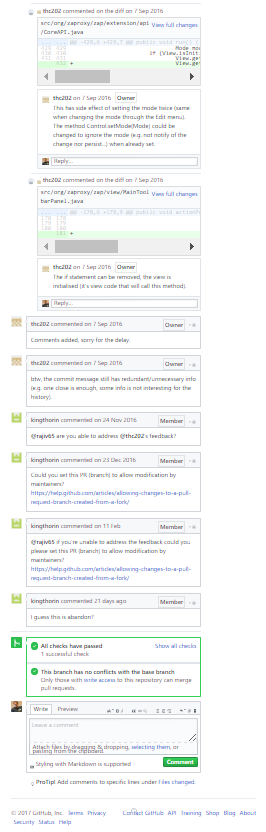 thc202 commented on the diff on 7 Sep 2016
src/org/zaproxy/zap/extension/api View full changes
/CoreAPI.java
@@ -429,6 +429,7 @@ public void run() {
429 429 Mode mod
430 430 if (View.isInit
431 431 View.get
432 + View.get
thc202 on 7 Sep 2016 Owner
This has side effect of setting the mode twice (same
when changing the mode through the Edit menu).
The method Control.setMode(Mode) could be
changed to ignore the mode (e.g. not notify of the
change nor persist...) when already set.
Reply...
thc202 commented on the diff on 7 Sep 2016
src/org/zaproxy/zap/view/MainTool View full changes
barPanel.java
@@ -178,6 +178,9 @@ public void actionPe
178 178
179 179
180 180
181 +
thc202 on 7 Sep 2016 Owner
The if statement can be removed, the view is
initialised (it's view code that will call this method).
Reply...
thc202 commented on 7 Sep 2016 Owner
Comments added, sorry for the delay.
thc202 commented on 7 Sep 2016 Owner
btw, the commit message still has redundant/unnecessary info
(e.g. one close is enough, some info is not interesting for the
history).
kingthorin commented on 24 Nov 2016 Member
@rajiv65 are you able to address @thc202's feedback?
kingthorin commented on 23 Dec 2016 Member
Could you set this PR (branch) to allow modification by
maintainers?
https://help.github.com/articles/allowing-changes-to-a-pull-
request-branch-created-from-a-fork/
kingthorin commented on 11 Feb Member
@rajiv65 if you're unable to address the feedback could you
please set this PR (branch) to allow modification by
maintainers?
https://help.github.com/articles/allowing-changes-to-a-pull-
request-branch-created-from-a-fork/
kingthorin commented 21 days ago Member
I guess this is abandon?
All checks have passed Show all checks
1 successful check
This branch has no conflicts with the base branch
Only those with write access to this repository can merge
pull requests.
Write Preview
Leave a comment
Attach files by dragging & dropping, selecting them, or
pasting from the clipboard.
Styling with Markdown is supported Comment
ProTip! Add comments to specific lines under Files changed.
© 2017 GitHub, Inc. Terms Privacy Contact GitHub API Training Shop Blog About
Security Status Help